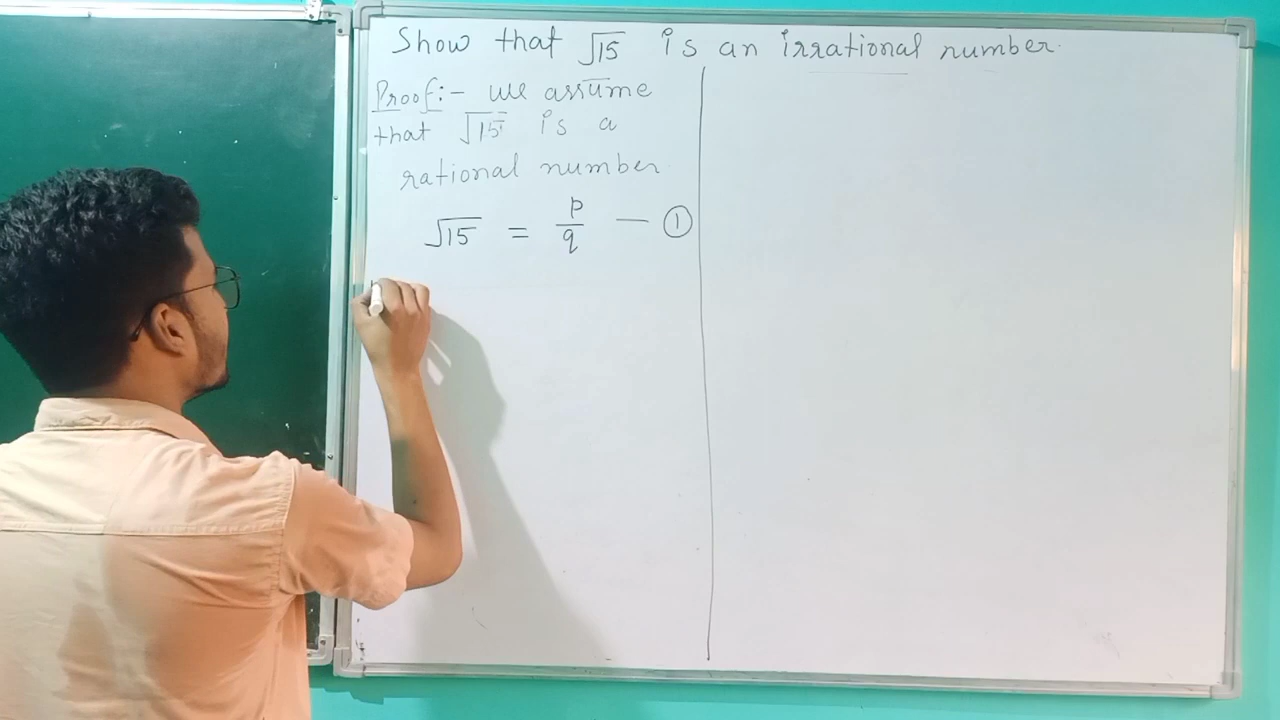 Show that √15 is an irrational number.
Proof:- we assume
that √15 is a
rational number.
√15 = p/q — ①